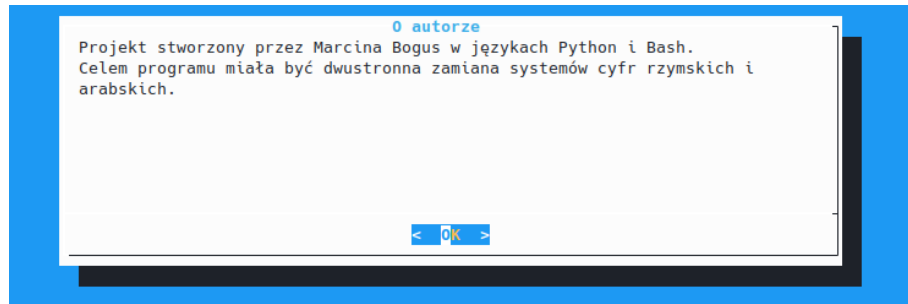 O autorze
Projekt stworzony przez Marcina Bogus w językach Python i Bash.
Celem programu miała być dwustronna zamiana systemów cyfr rzymskich i
arabskich.
< OK >